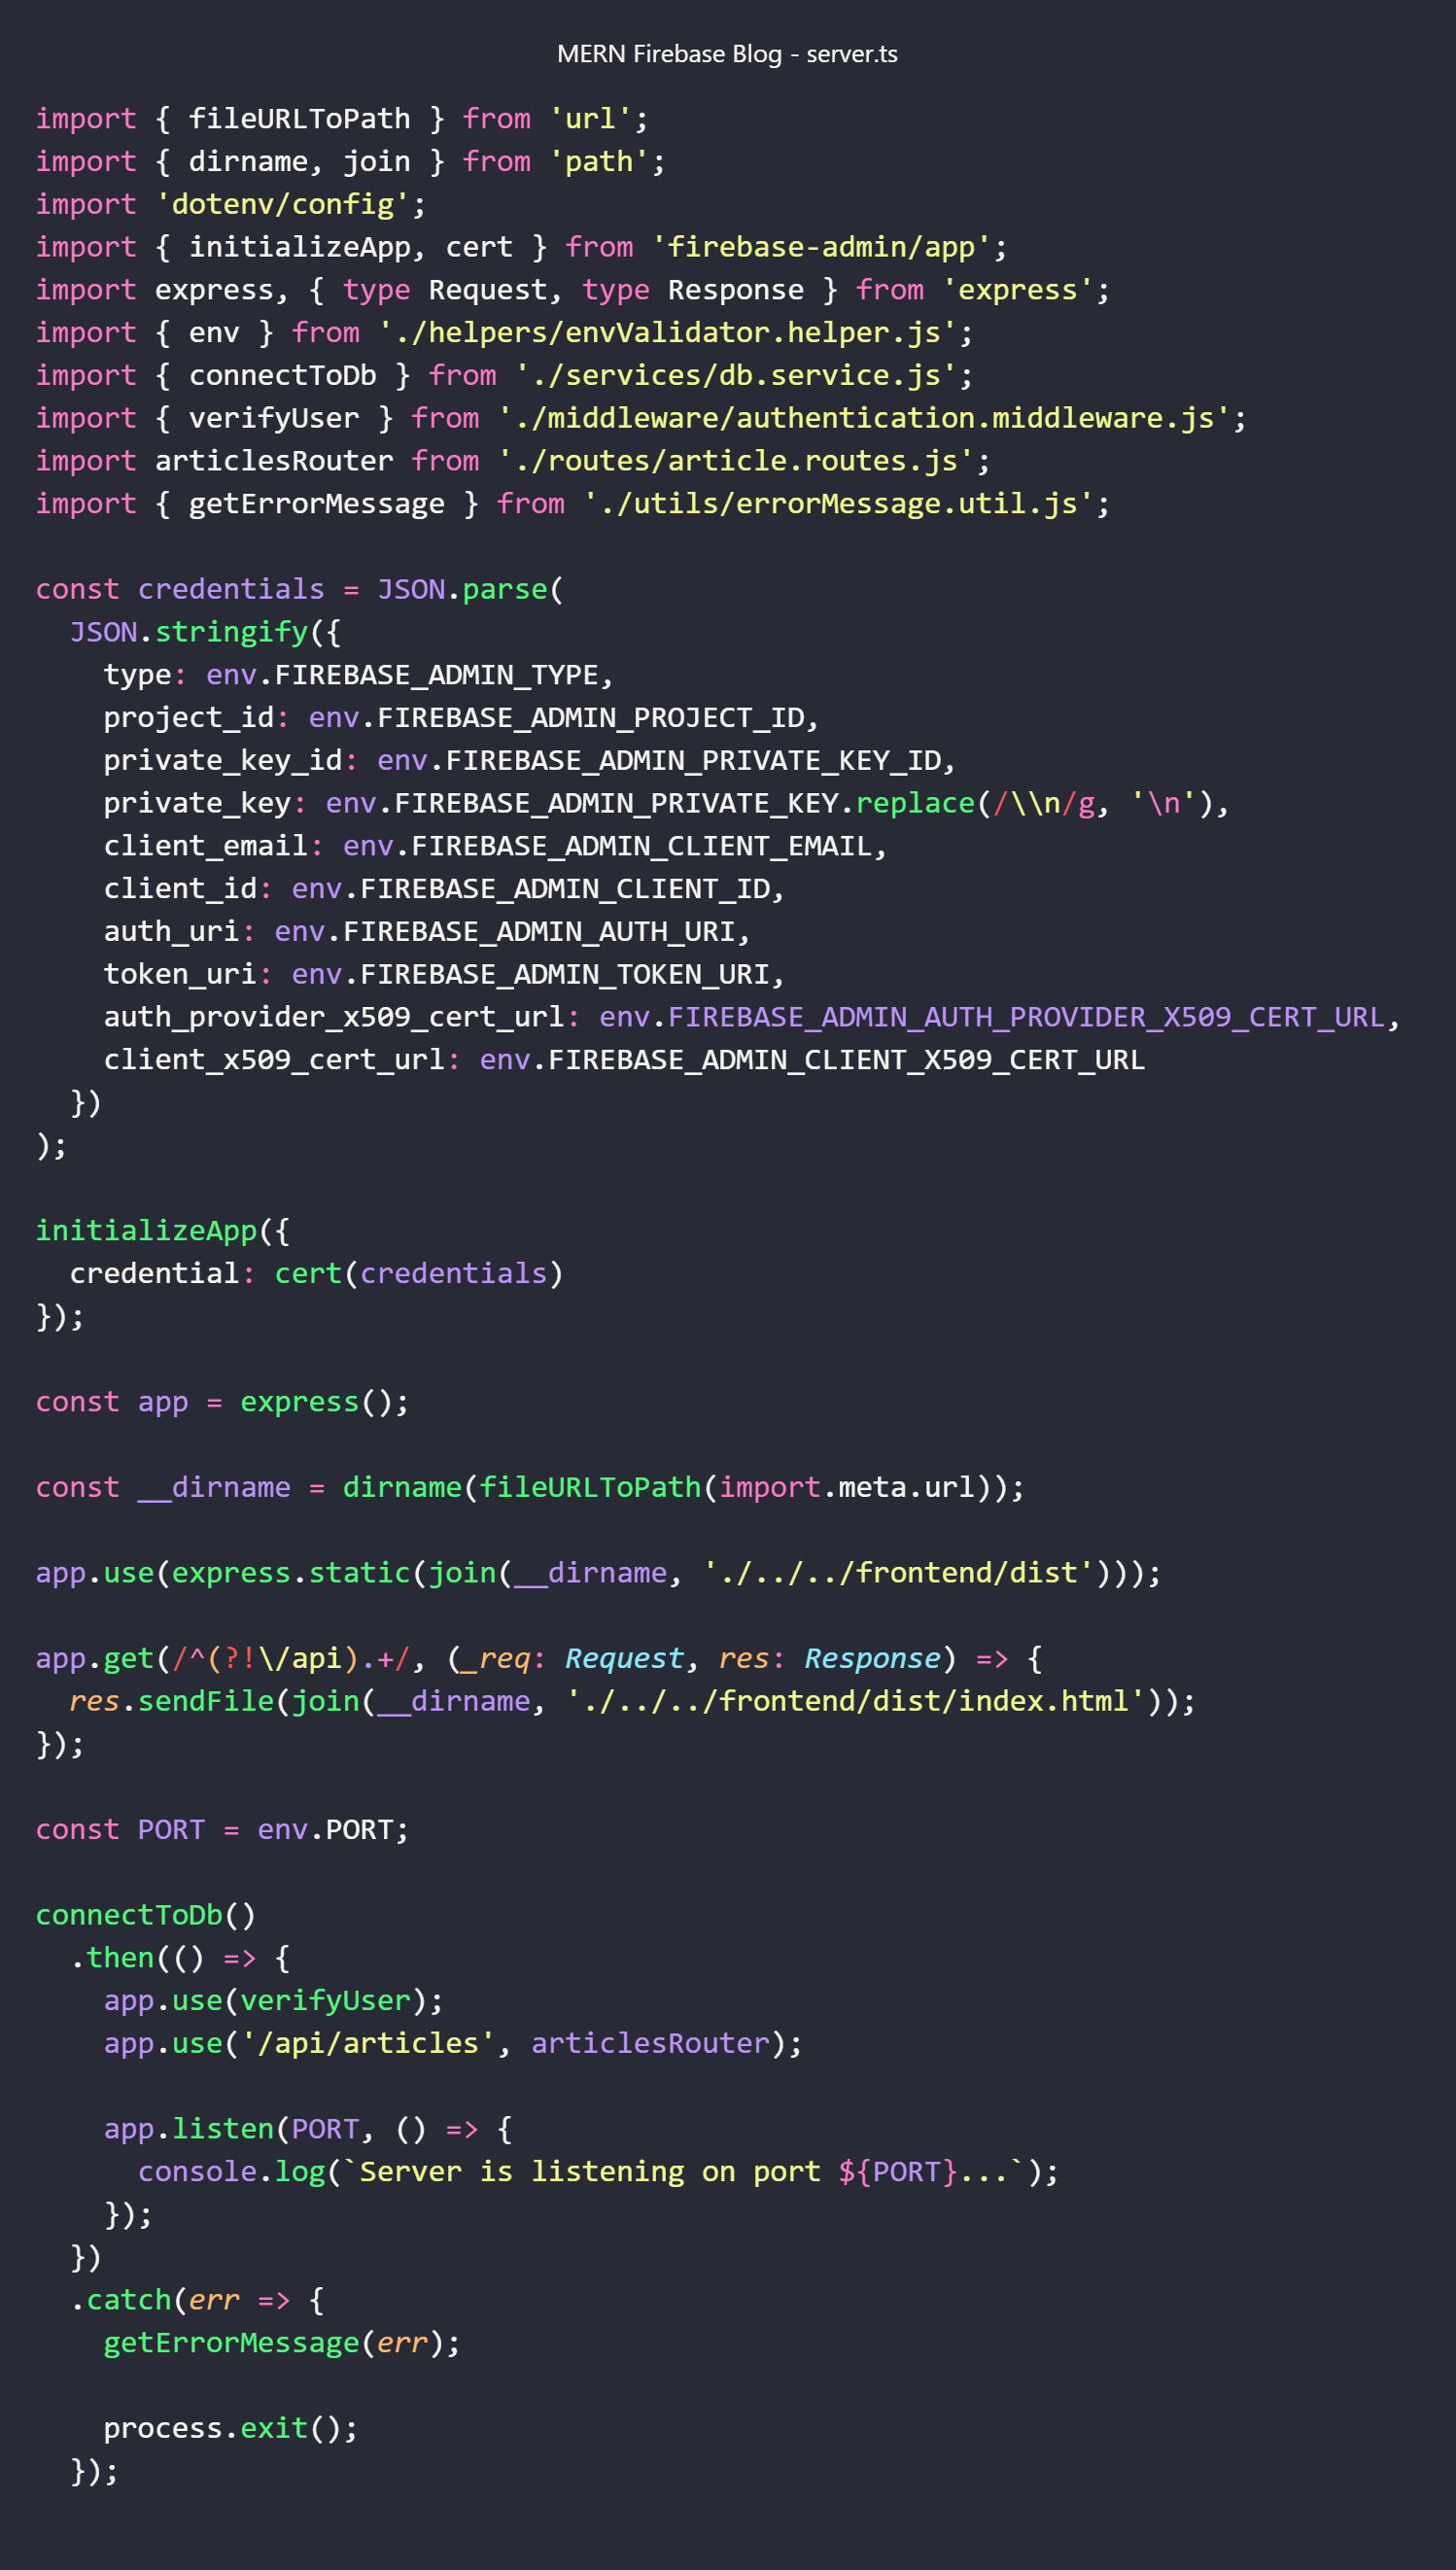 MERN Firebase Blog - server.ts
import { fileURLToPath } from 'url';
import { dirname, join } from 'path';
import 'dotenv/config';
import { initializeApp, cert } from 'firebase-admin/app';
import express, { type Request, type Response } from 'express';
import { env } from './helpers/envValidator.helper.js';
import { connectToDb } from './services/db.service.js';
import { verifyUser } from './middleware/authentication.middleware.js';
import articlesRouter from './routes/article.routes.js';
import { getErrorMessage } from './utils/errorMessage.util.js';

const credentials = JSON.parse(
  JSON.stringify({
    type: env.FIREBASE_ADMIN_TYPE,
    project_id: env.FIREBASE_ADMIN_PROJECT_ID,
    private_key_id: env.FIREBASE_ADMIN_PRIVATE_KEY_ID,
    private_key: env.FIREBASE_ADMIN_PRIVATE_KEY.replace(/\\n/g, '\n'),
    client_email: env.FIREBASE_ADMIN_CLIENT_EMAIL,
    client_id: env.FIREBASE_ADMIN_CLIENT_ID,
    auth_uri: env.FIREBASE_ADMIN_AUTH_URI,
    token_uri: env.FIREBASE_ADMIN_TOKEN_URI,
    auth_provider_x509_cert_url: env.FIREBASE_ADMIN_AUTH_PROVIDER_X509_CERT_URL,
    client_x509_cert_url: env.FIREBASE_ADMIN_CLIENT_X509_CERT_URL
  })
);

initializeApp({
  credential: cert(credentials)
});

const app = express();

const __dirname = dirname(fileURLToPath(import.meta.url));

app.use(express.static(join(__dirname, './../../frontend/dist')));

app.get(/^(?!\/api).+/, (_req: Request, res: Response) => {
  res.sendFile(join(__dirname, './../../frontend/dist/index.html'));
});

const PORT = env.PORT;

connectToDb()
  .then(() => {
    app.use(verifyUser);
    app.use('/api/articles', articlesRouter);

    app.listen(PORT, () => {
      console.log(`Server is listening on port ${PORT}...`);
    });
  })
  .catch(err => {
    getErrorMessage(err);

    process.exit();
  });